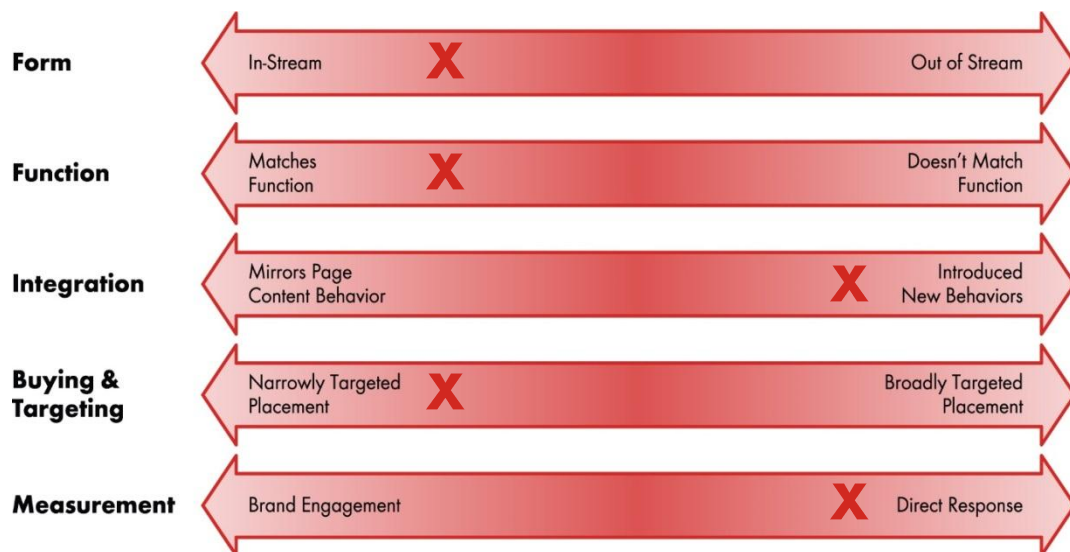 Form
In-Stream
X
Out of Stream
Function
Matches
Function
X
Doesn't Match
Function
Integration
Mirrors Page
Content Behavior
X
Introduced
New Behaviors
Buying &
Targeting
Narrowly Targeted
Placement
X
Broadly Targeted
Placement
Measurement
Brand Engagement
X
Direct Response